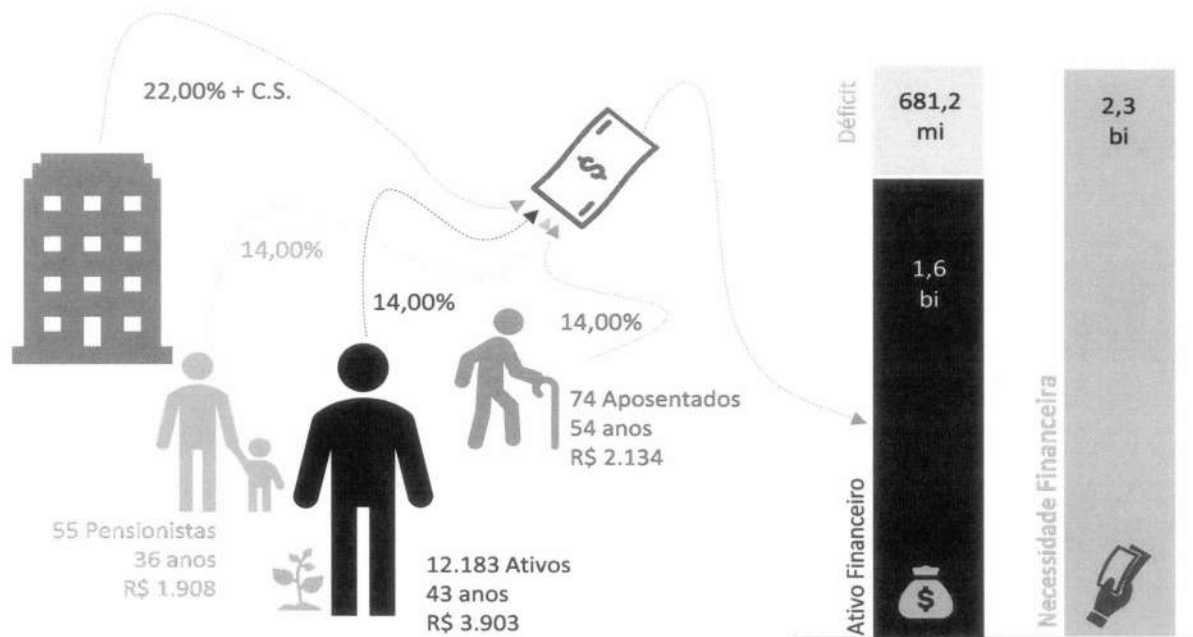 22,00% + C.S.
14,00%
14,00%
14,00%
$
74 Aposentados
54 anos
R$ 2.134
55 Pensionistas
36 anos
R$ 1.908
12.183 Ativos
43 anos
R$ 3.903
Déficit
681,2
mi
1,6
bi
Ativo Financeiro
$
2,3
bi
Necessidade Financeira